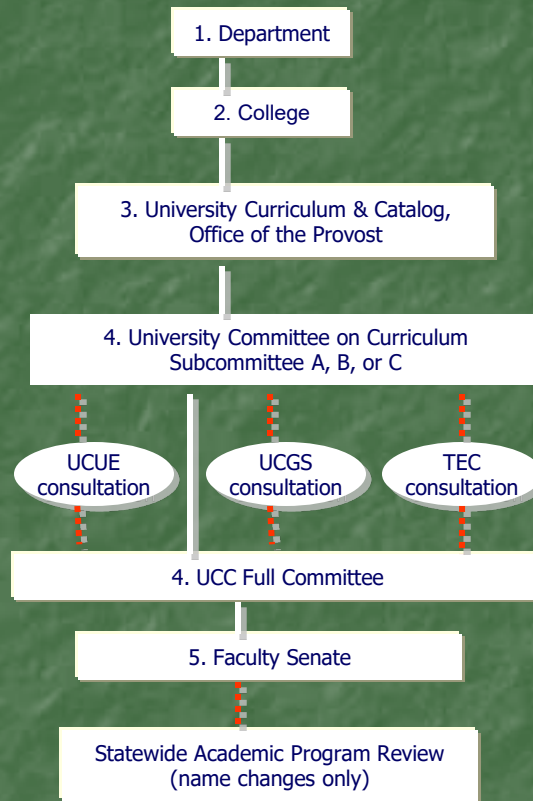 1. Department
2. College
3. University Curriculum & Catalog,
Office of the Provost
4. University Committee on Curriculum
Subcommittee A, B, or C
UCUE
consultation
UCGS
consultation
TEC
consultation
4. UCC Full Committee
5. Faculty Senate
Statewide Academic Program Review
(name changes only)